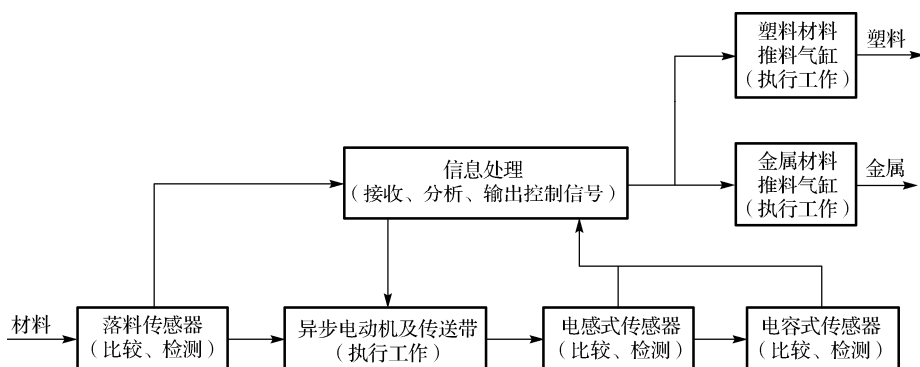 塑料材料
推料气缸
（执行工作）
塑料
金属材料
推料气缸
（执行工作）
金属
信息处理
（接收、分析、输出控制信号）
材料
落料传感器
（比较、检测）
异步电动机及传送带
（执行工作）
电感式传感器
（比较、检测）
电容式传感器
（比较、检测）